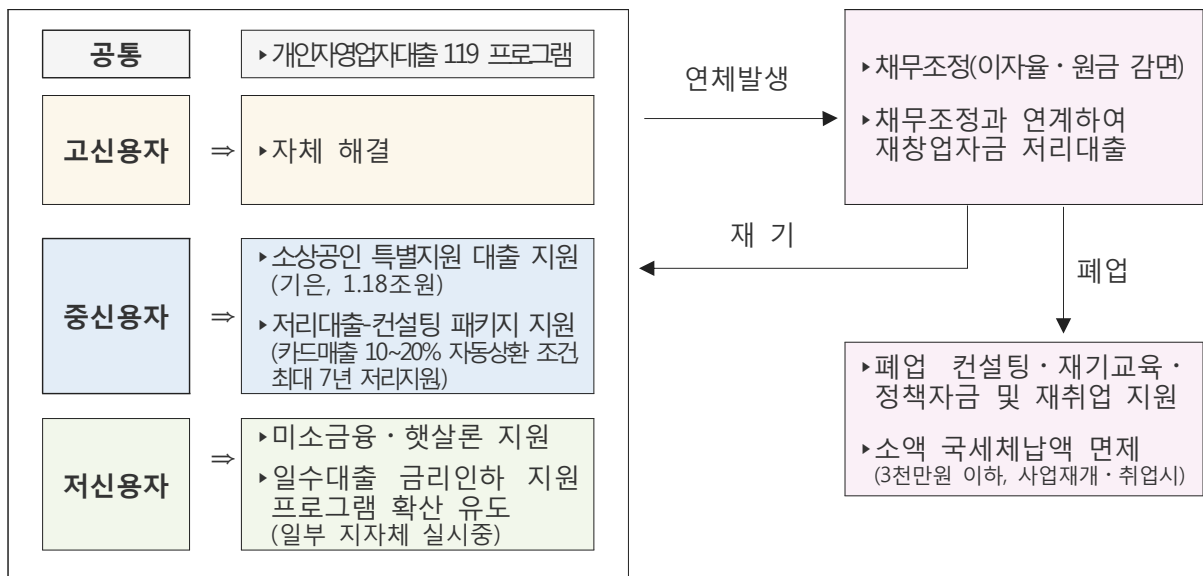 공통
▸개인자영업자대출 119 프로그램
고신용자 ⇒ ▸자체 해결
중신용자 ⇒
▸소상공인 특별지원 대출 지원
(기은, 1.18조원)
▸저리대출-컨설팅 패키지 지원
(카드매출 10~20% 자동상환 조건,
최대 7년 저리지원)
저신용자 ⇒
▸미소금융·햇살론 지원
▸일수대출 금리인하 지원
프로그램 확산 유도
(일부 지자체 실시중)
연체발생
▸채무조정(이자율·원금 감면)
▸채무조정과 연계하여
재창업자금 저리대출
재 기
폐업
▸폐업 컨설팅·재기교육·
정책자금 및 재취업 지원
▸소액 국세체납액 면제
(3천만원 이하, 사업재개·취업시)